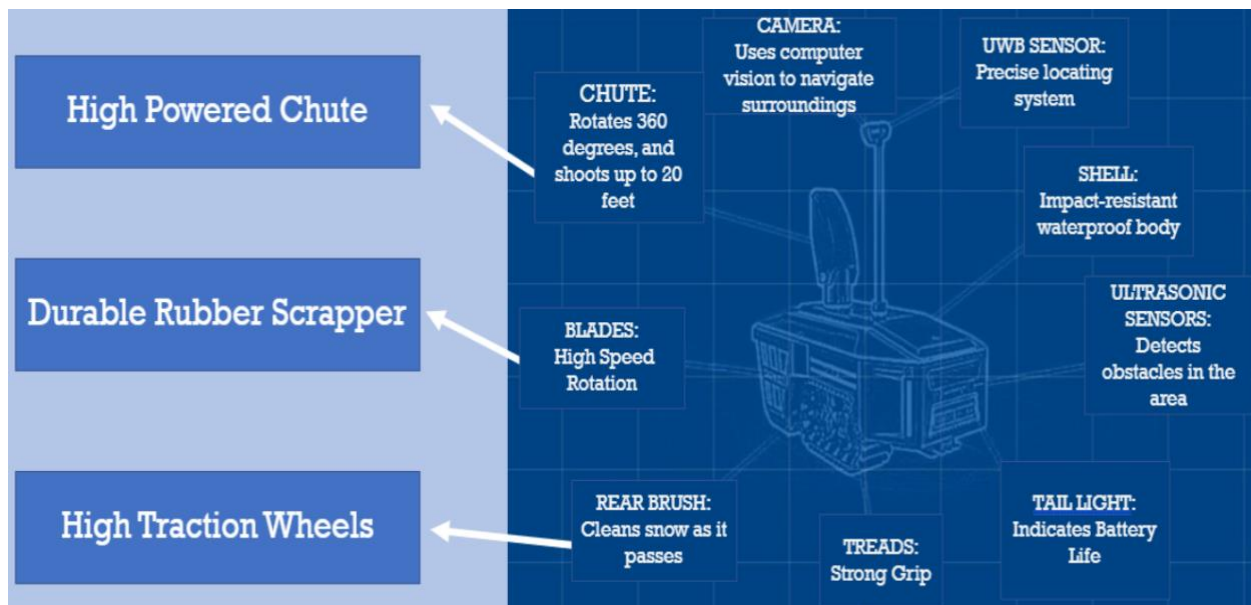 High Powered Chute
Durable Rubber Scrapper
High Traction Wheels
CHUTE:
Rotates 360
degrees, and
shoots up to 20
feet
BLADES:
High Speed
Rotation
REAR BRUSH:
Cleans snow as it
passes
CAMERA:
Uses computer
vision to navigate
surroundings
UWB SENSOR:
Precise locating
system
SHELL:
Impact-resistant
waterproof body
ULTRASONIC
SENSORS:
Detects
obstacles in the
area
TREADS:
Strong Grip
TAIL LIGHT:
Indicates Battery
Life